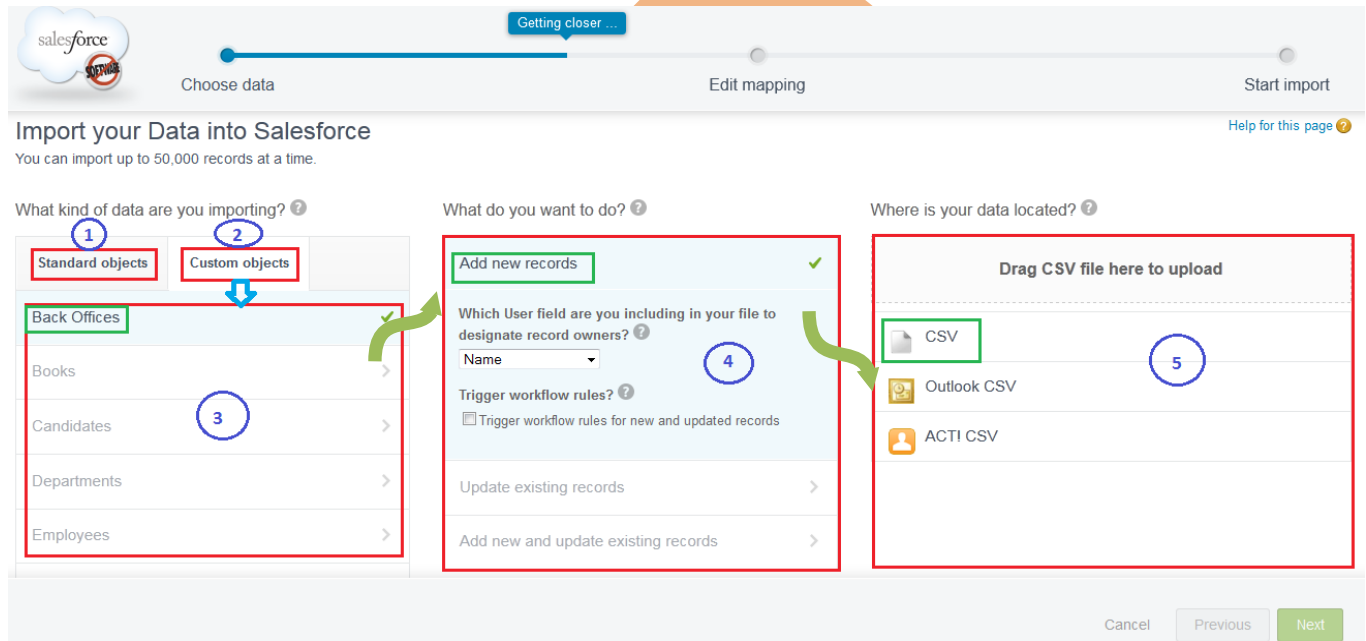 Getting closer ...
salesforce
SOFTWARE
Choose data
Edit mapping
Start import
Import your Data into Salesforce
Help for this page
You can import up to 50,000 records at a time.
What kind of data are you importing? ?
What do you want to do? ?
Where is your data located? ?
1
2
Standard objects
Custom objects
Back Offices
Books
Candidates
3
Departments
Employees
Add new records
Which User field are you including in your file to
designate record owners? ?
Name
4
Trigger workflow rules? ?
Trigger workflow rules for new and updated records
Update existing records
Add new and update existing records
Drag CSV file here to upload
CSV
5
Outlook CSV
ACT! CSV
Cancel
Previous
Next